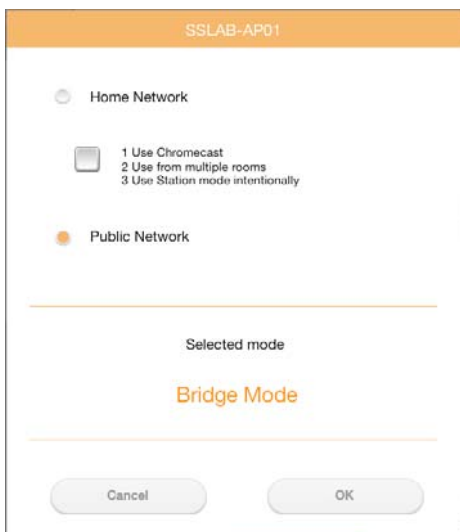 SSLAB-AP01
Home Network
1 Use Chromecast
2 Use from multiple rooms
3 Use Station mode intentionally
Public Network
Selected mode
Bridge Mode
Cancel
OK